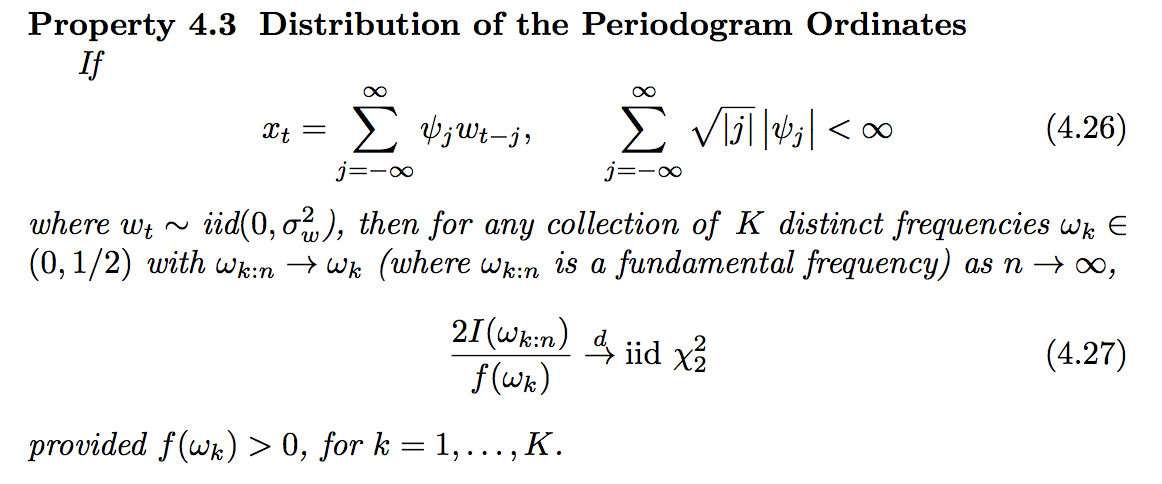 Property 4.3 Distribution of the Periodogram Ordinates
If
$x_t = \sum_{j=-\infty}^{\infty} \psi_j w_{t-j}, \quad \sum_{j=-\infty}^{\infty} \sqrt{|j|}\,|\psi_j| < \infty$ (4.26)
where $w_t \sim iid(0, \sigma_w^2)$, then for any collection of $K$ distinct frequencies $\omega_k \in$
$(0, 1/2)$ with $\omega_{k:n} \to \omega_k$ (where $\omega_{k:n}$ is a fundamental frequency) as $n \to \infty$,
$\frac{2I(\omega_{k:n})}{f(\omega_k)} \xrightarrow{d} \text{iid } \chi_2^2$ (4.27)
provided $f(\omega_k) > 0$, for $k = 1, \ldots, K$.